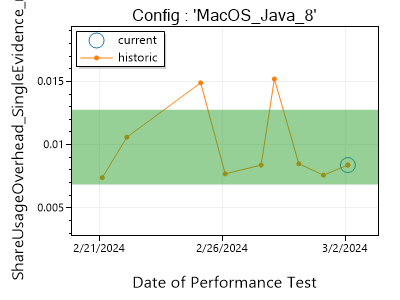 Config : 'MacOS_Java_8'
current
historic
0.015
0.01
0.005
2/21/2024
2/26/2024
3/2/2024
Date of Performance Test